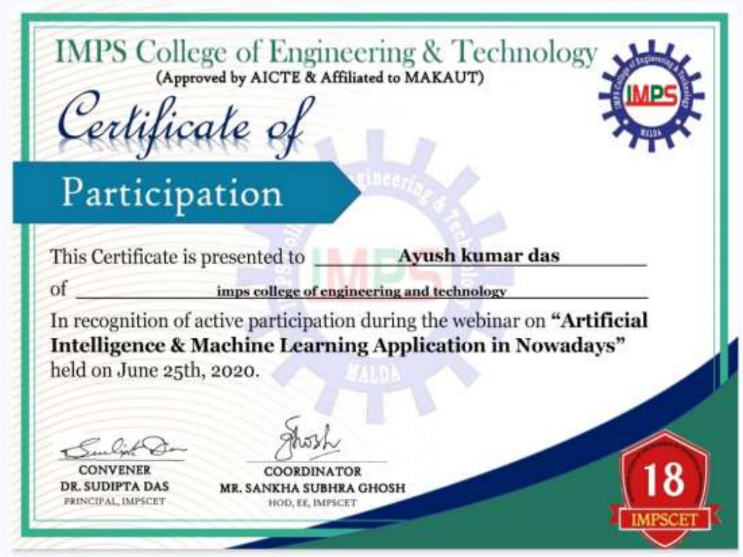 IMPS College of Engineering & Technology
(Approved by AICTE & Affiliated to MAKAUT)
Certificate of
Participation
IMPS College of Engineering & Technology
IMPS
MALDA
This Certificate is presented to Ayush kumar das
of imps college of engineering and technology
In recognition of active participation during the webinar on “Artificial
Intelligence & Machine Learning Application in Nowadays”
held on June 25th, 2020.
IMPS
MALDA
Ghosh
CONVENER
DR. SUDIPTA DAS
PRINCIPAL, IMPSCET
COORDINATOR
MR. SANKHA SUBHRA GHOSH
HOD, EE, IMPSCET
18
IMPSCET